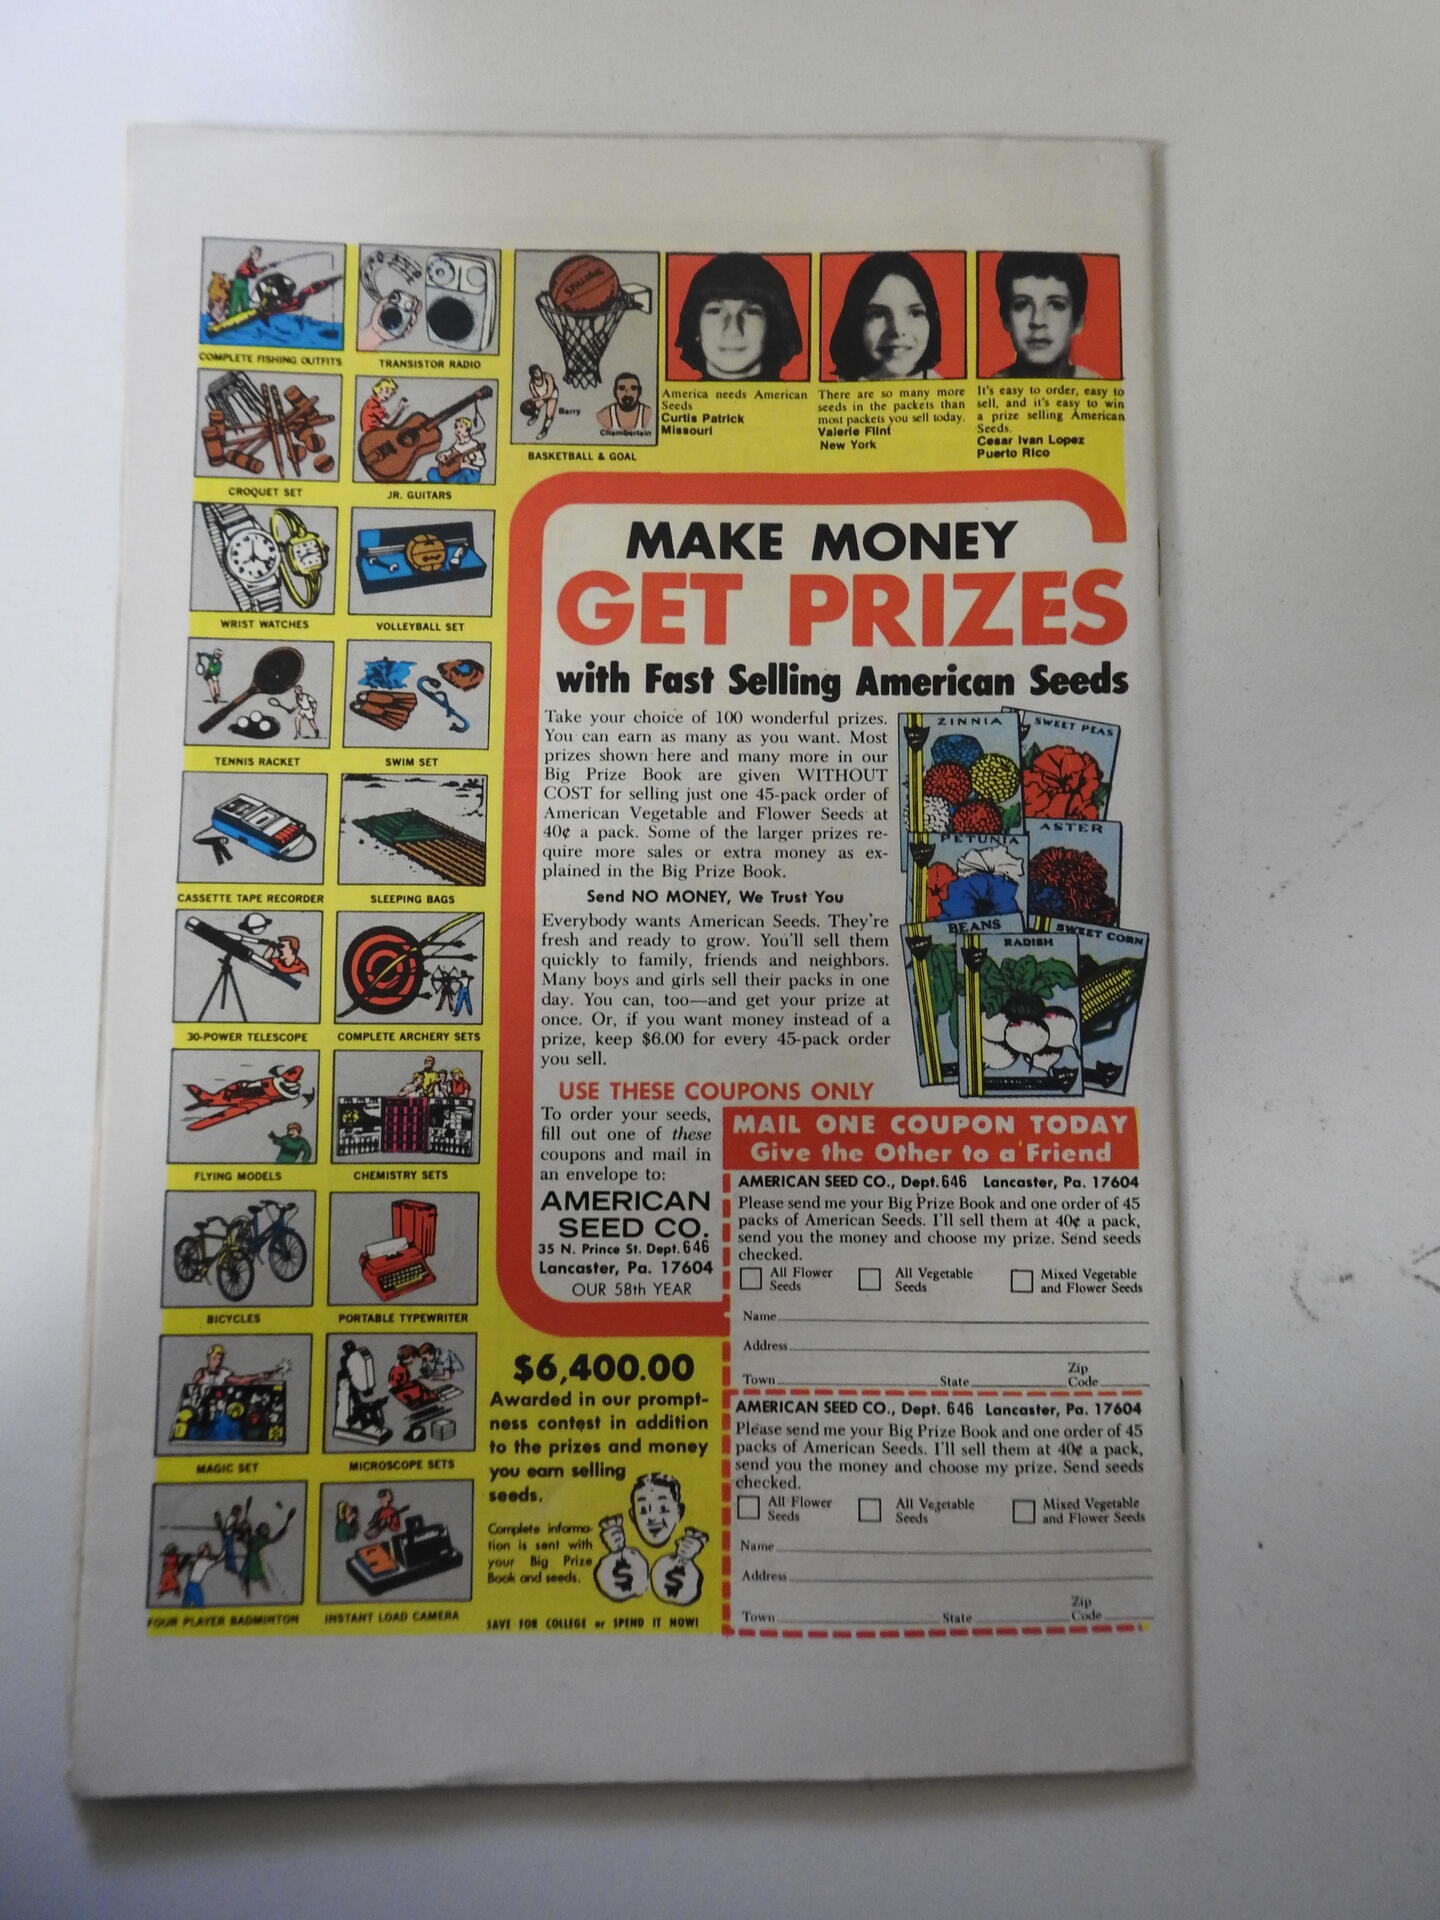 COMPLETE FISHING OUTFITS
TRANSISTOR RADIO
CROQUET SET
JR. GUITARS
WRIST WATCHES
VOLLEYBALL SET
TENNIS RACKET
SWIM SET
CASSETTE TAPE RECORDER
SLEEPING BAGS
30-POWER TELESCOPE
COMPLETE ARCHERY SETS
FLYING MODELS
CHEMISTRY SETS
BICYCLES
PORTABLE TYPEWRITER
MAGIC SET
MICROSCOPE SETS
FOUR PLAYER BADMINTON
INSTANT LOAD CAMERA
SPALDING
Barry
Chamberlain
BASKETBALL & GOAL
America needs American
Seeds
Curtis Patrick
Missouri
There are so many more
seeds in the packets than
most packets you sell today.
Valerie Flint
New York
It's easy to order, easy to
sell, and it's easy to win
a prize selling American
Seeds.
Cesar Ivan Lopez
Puerto Rico
MAKE MONEY
GET PRIZES
with Fast Selling American Seeds
Take your choice of 100 wonderful prizes.
You can earn as many as you want. Most
prizes shown here and many more in our
Big Prize Book are given WITHOUT
COST for selling just one 45-pack order of
American Vegetable and Flower Seeds at
40¢ a pack. Some of the larger prizes re-
quire more sales or extra money as ex-
plained in the Big Prize Book.
Send NO MONEY, We Trust You
Everybody wants American Seeds. They're
fresh and ready to grow. You'll sell them
quickly to family, friends and neighbors.
Many boys and girls sell their packs in one
day. You can, too—and get your prize at
once. Or, if you want money instead of a
prize, keep $6.00 for every 45-pack order
you sell.
ZINNIA
SWEET PEAS
PETUNIA
ASTER
BEANS
RADISH
SWEET CORN
USE THESE COUPONS ONLY
To order your seeds,
fill out one of these
coupons and mail in
an envelope to:
AMERICAN
SEED CO.
35 N. Prince St. Dept. 646
Lancaster, Pa. 17604
OUR 58th YEAR
$6,400.00
Awarded in our prompt-
ness contest in addition
to the prizes and money
you earn selling
seeds.
Complete informa-
tion is sent with
your Big Prize
Book and seeds.
$ $
SAVE FOR COLLEGE or SPEND IT NOW!
MAIL ONE COUPON TODAY
Give the Other to a Friend
AMERICAN SEED CO., Dept. 646 Lancaster, Pa. 17604
Please send me your Big Prize Book and one order of 45
packs of American Seeds. I'll sell them at 40¢ a pack,
send you the money and choose my prize. Send seeds
checked.
All Flower
Seeds
All Vegetable
Seeds
Mixed Vegetable
and Flower Seeds
Name
Address
Town State Zip
Code
AMERICAN SEED CO., Dept. 646 Lancaster, Pa. 17604
Please send me your Big Prize Book and one order of 45
packs of American Seeds. I'll sell them at 40¢ a pack,
send you the money and choose my prize. Send seeds
checked.
All Flower
Seeds
All Vegetable
Seeds
Mixed Vegetable
and Flower Seeds
Name
Address
Town State Zip
Code